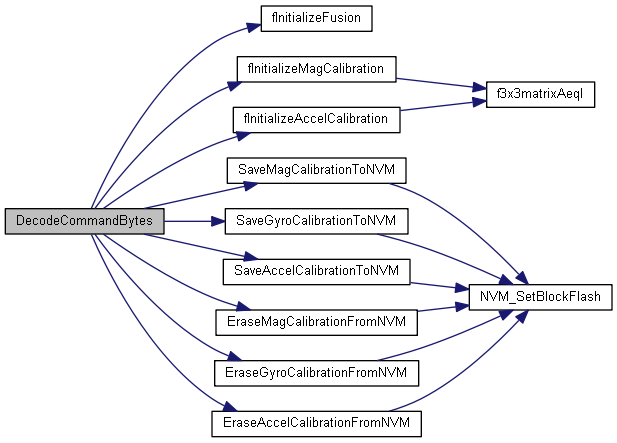 fInitializeFusion
fInitializeMagCalibration
f3x3matrixAeqI
fInitializeAccelCalibration
SaveMagCalibrationToNVM
DecodeCommandBytes
SaveGyroCalibrationToNVM
SaveAccelCalibrationToNVM
NVM_SetBlockFlash
EraseMagCalibrationFromNVM
EraseGyroCalibrationFromNVM
EraseAccelCalibrationFromNVM